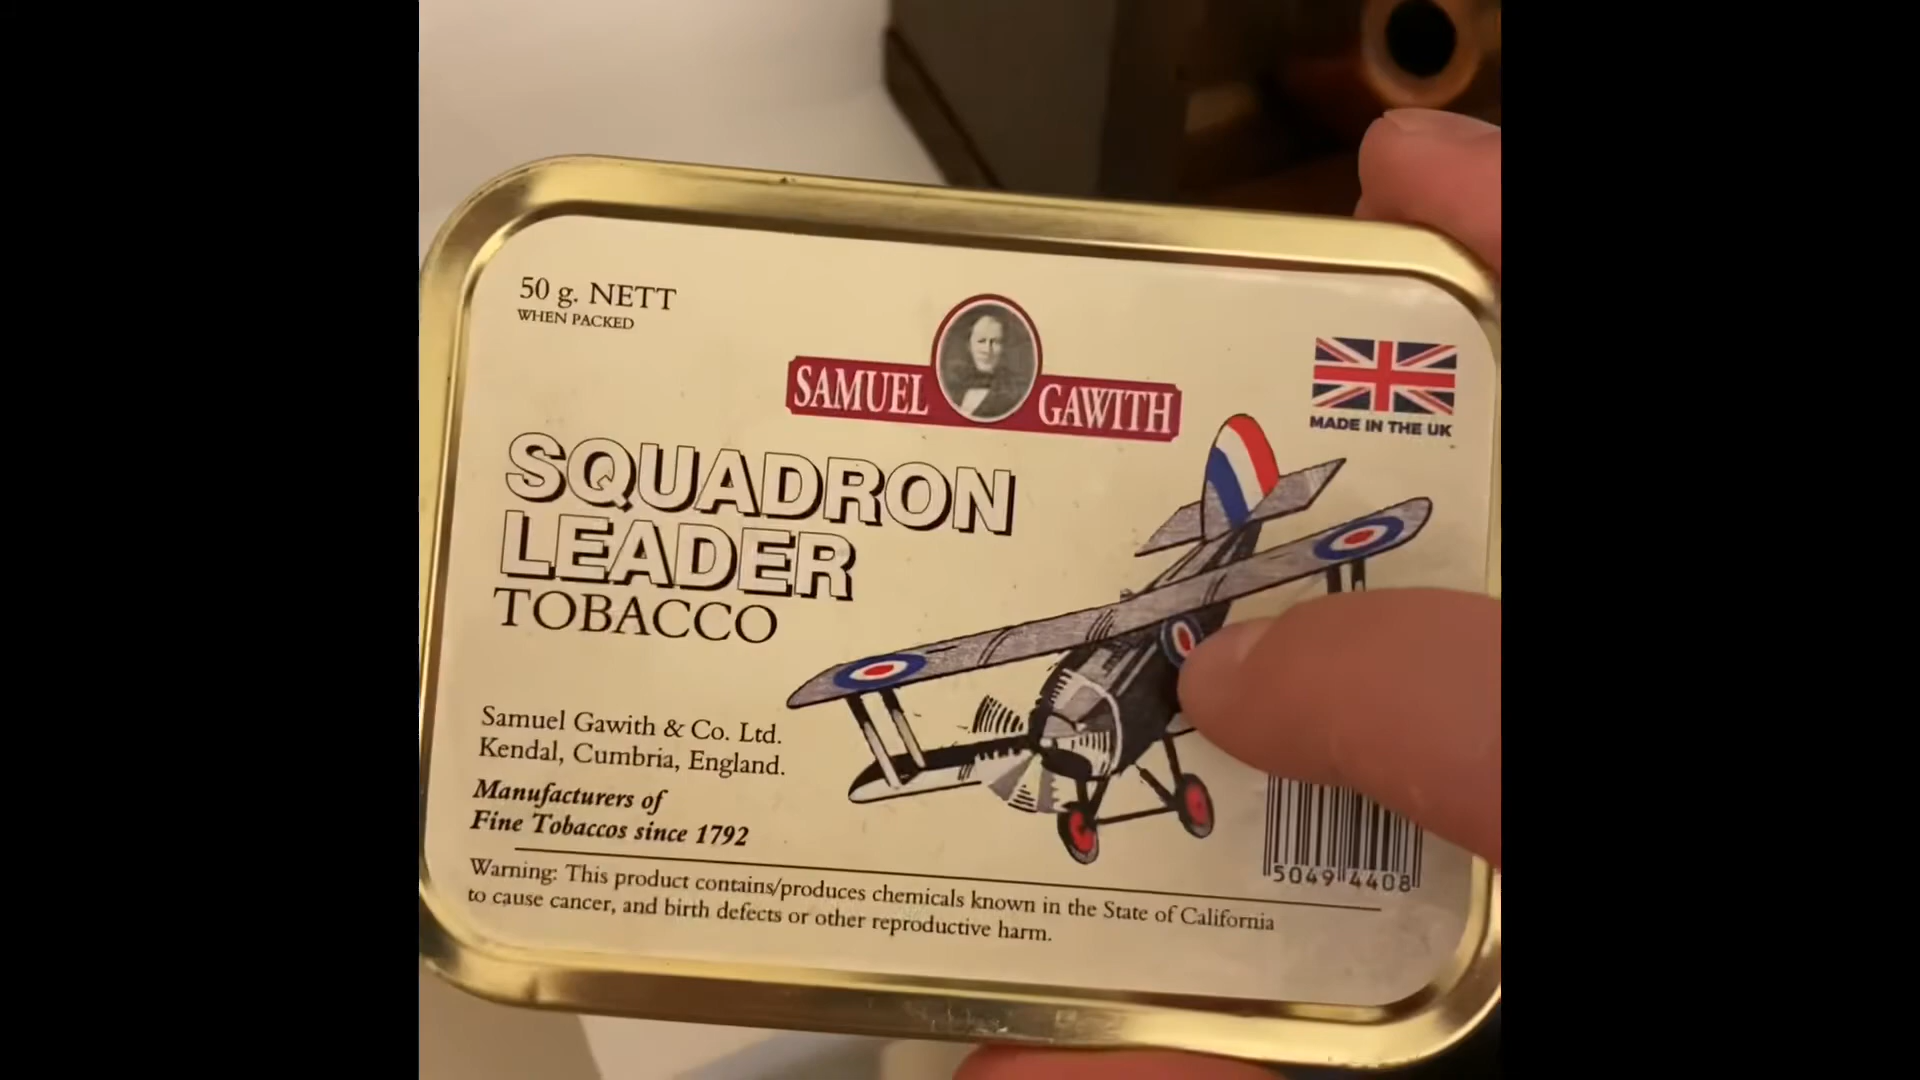 50 g. NETT
WHEN PACKED
SAMUEL GAWITH
MADE IN THE UK
SQUADRON
LEADER
TOBACCO
Samuel Gawith & Co. Ltd.
Kendal, Cumbria, England.
Manufacturers of
Fine Tobaccos since 1792
5049 4408
Warning: This product contains/produces chemicals known in the State of California
to cause cancer, and birth defects or other reproductive harm.